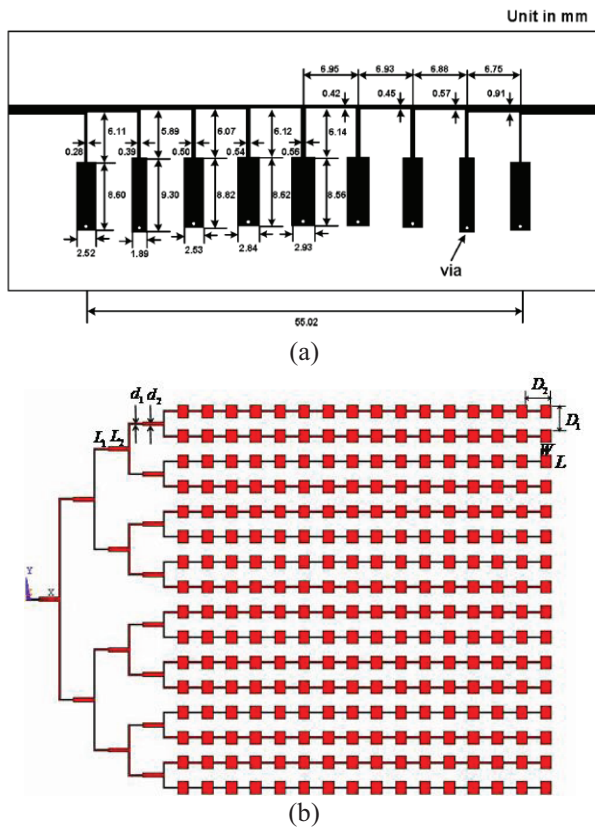 Unit in mm
6.95 6.93 6.88 6.75
0.42 0.45 0.57 0.91
6.11 5.89 6.07 6.12 6.14
0.28 0.39 0.50 0.54 0.56
8.60 9.30 8.82 8.62 8.56
2.52 1.89 2.53 2.84 2.93
via
55.02
(a)
d1 d2 D2
D1
L1 L2
W
L
Y
X
(b)